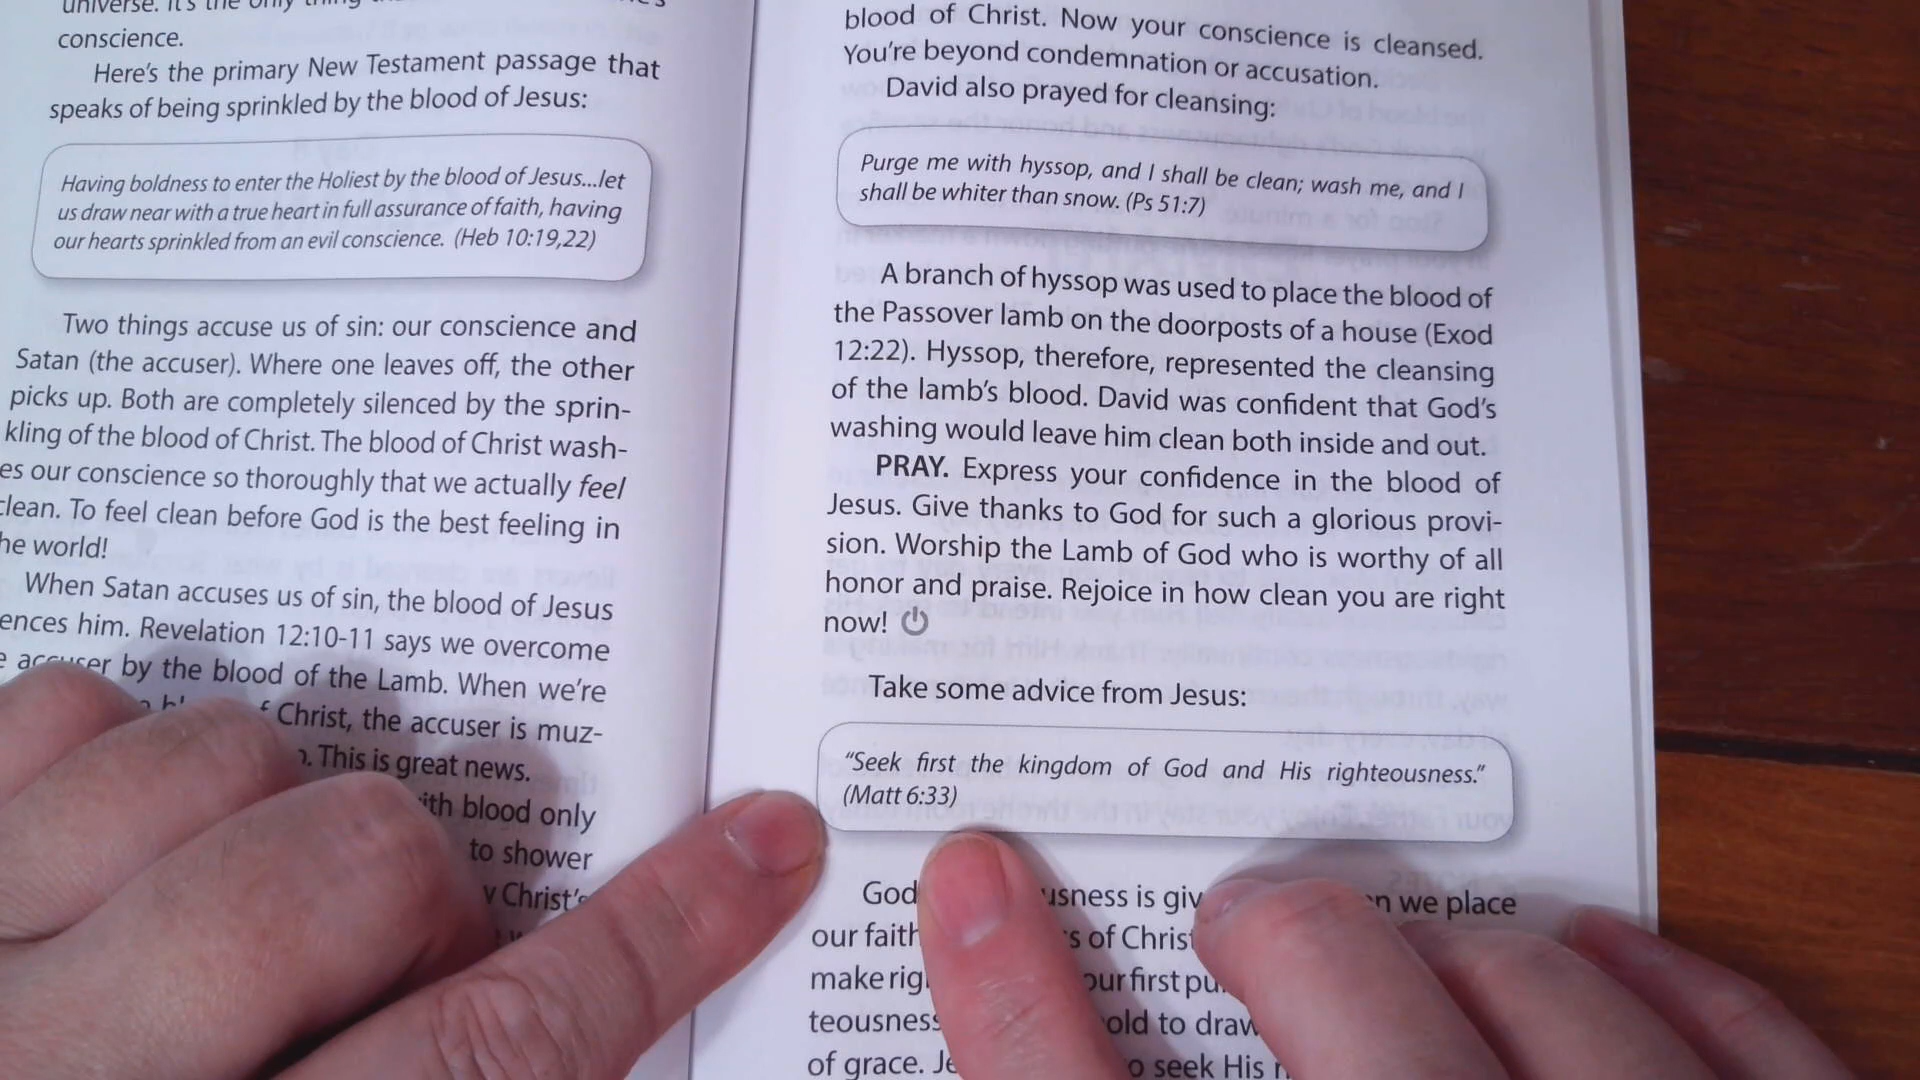 universe. It's the only thing
conscience.
Here's the primary New Testament passage that
speaks of being sprinkled by the blood of Jesus:
Having boldness to enter the Holiest by the blood of Jesus...let
us draw near with a true heart in full assurance of faith, having
our hearts sprinkled from an evil conscience. (Heb 10:19,22)
Two things accuse us of sin: our conscience and
Satan (the accuser). Where one leaves off, the other
picks up. Both are completely silenced by the sprin-
kling of the blood of Christ. The blood of Christ wash-
es our conscience so thoroughly that we actually feel
clean. To feel clean before God is the best feeling in
he world!
When Satan accuses us of sin, the blood of Jesus
ences him. Revelation 12:10-11 says we overcome
accuser by the blood of the Lamb. When we're
Christ, the accuser is muz-
This is great news.
ith blood only
to shower
Christ's
blood of Christ. Now your conscience is cleansed.
You're beyond condemnation or accusation.
David also prayed for cleansing:
Purge me with hyssop, and I shall be clean; wash me, and I
shall be whiter than snow. (Ps 51:7)
A branch of hyssop was used to place the blood of
the Passover lamb on the doorposts of a house (Exod
12:22). Hyssop, therefore, represented the cleansing
of the lamb's blood. David was confident that God's
washing would leave him clean both inside and out.
PRAY. Express your confidence in the blood of
Jesus. Give thanks to God for such a glorious provi-
sion. Worship the Lamb of God who is worthy of all
honor and praise. Rejoice in how clean you are right
now!
Take some advice from Jesus:
"Seek first the kingdom of God and His righteousness."
(Matt 6:33)
God usness is giv n we place
our faith s of Christ
make rig our first pu
teousness old to draw
of grace. Je o seek His